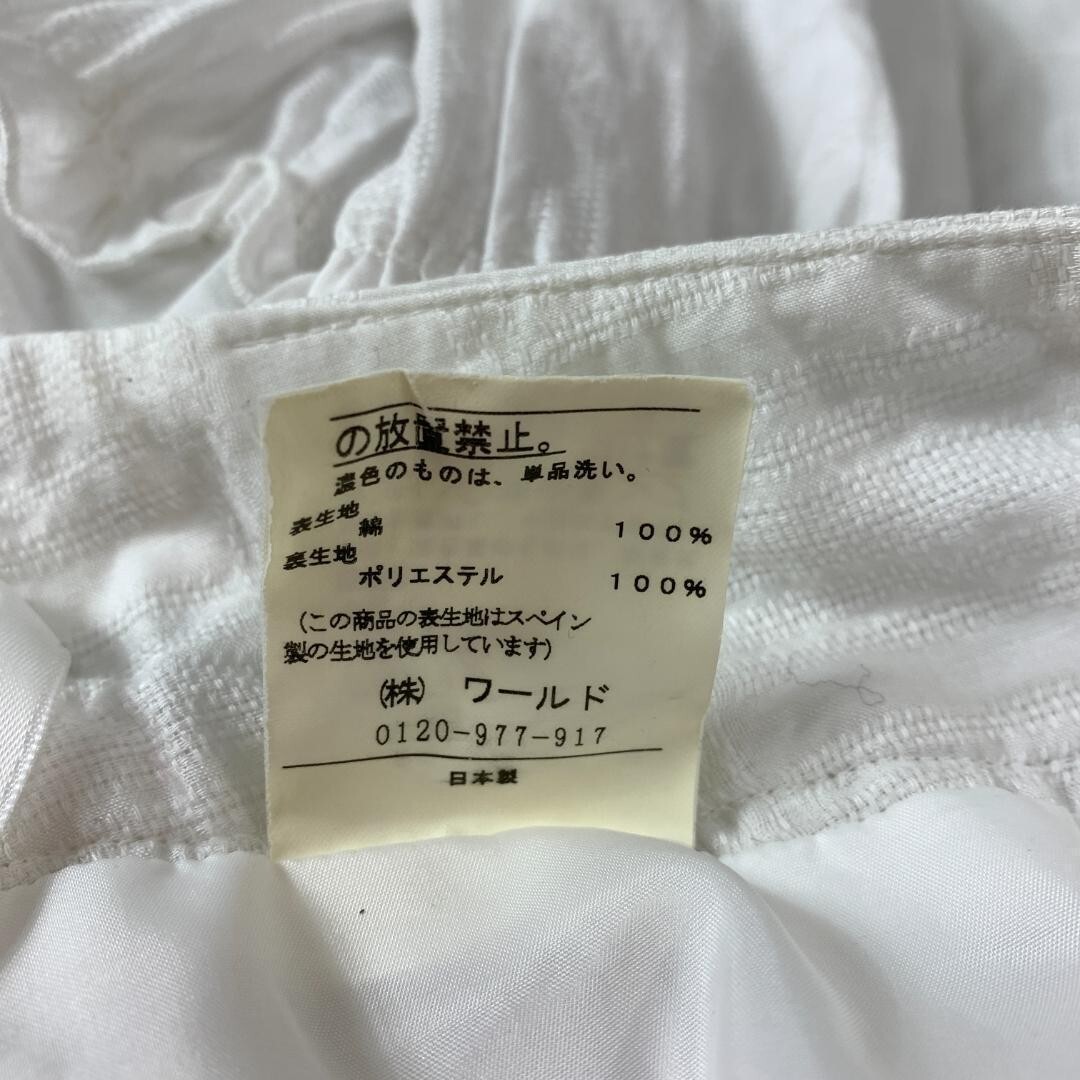 の放置禁止。
濃色のものは、単品洗い。
表生地
綿 100%
裏生地
ポリエステル 100%
(この商品の表生地はスペイン
製の生地を使用しています)
(株) ワールド
0120-977-917
日本製